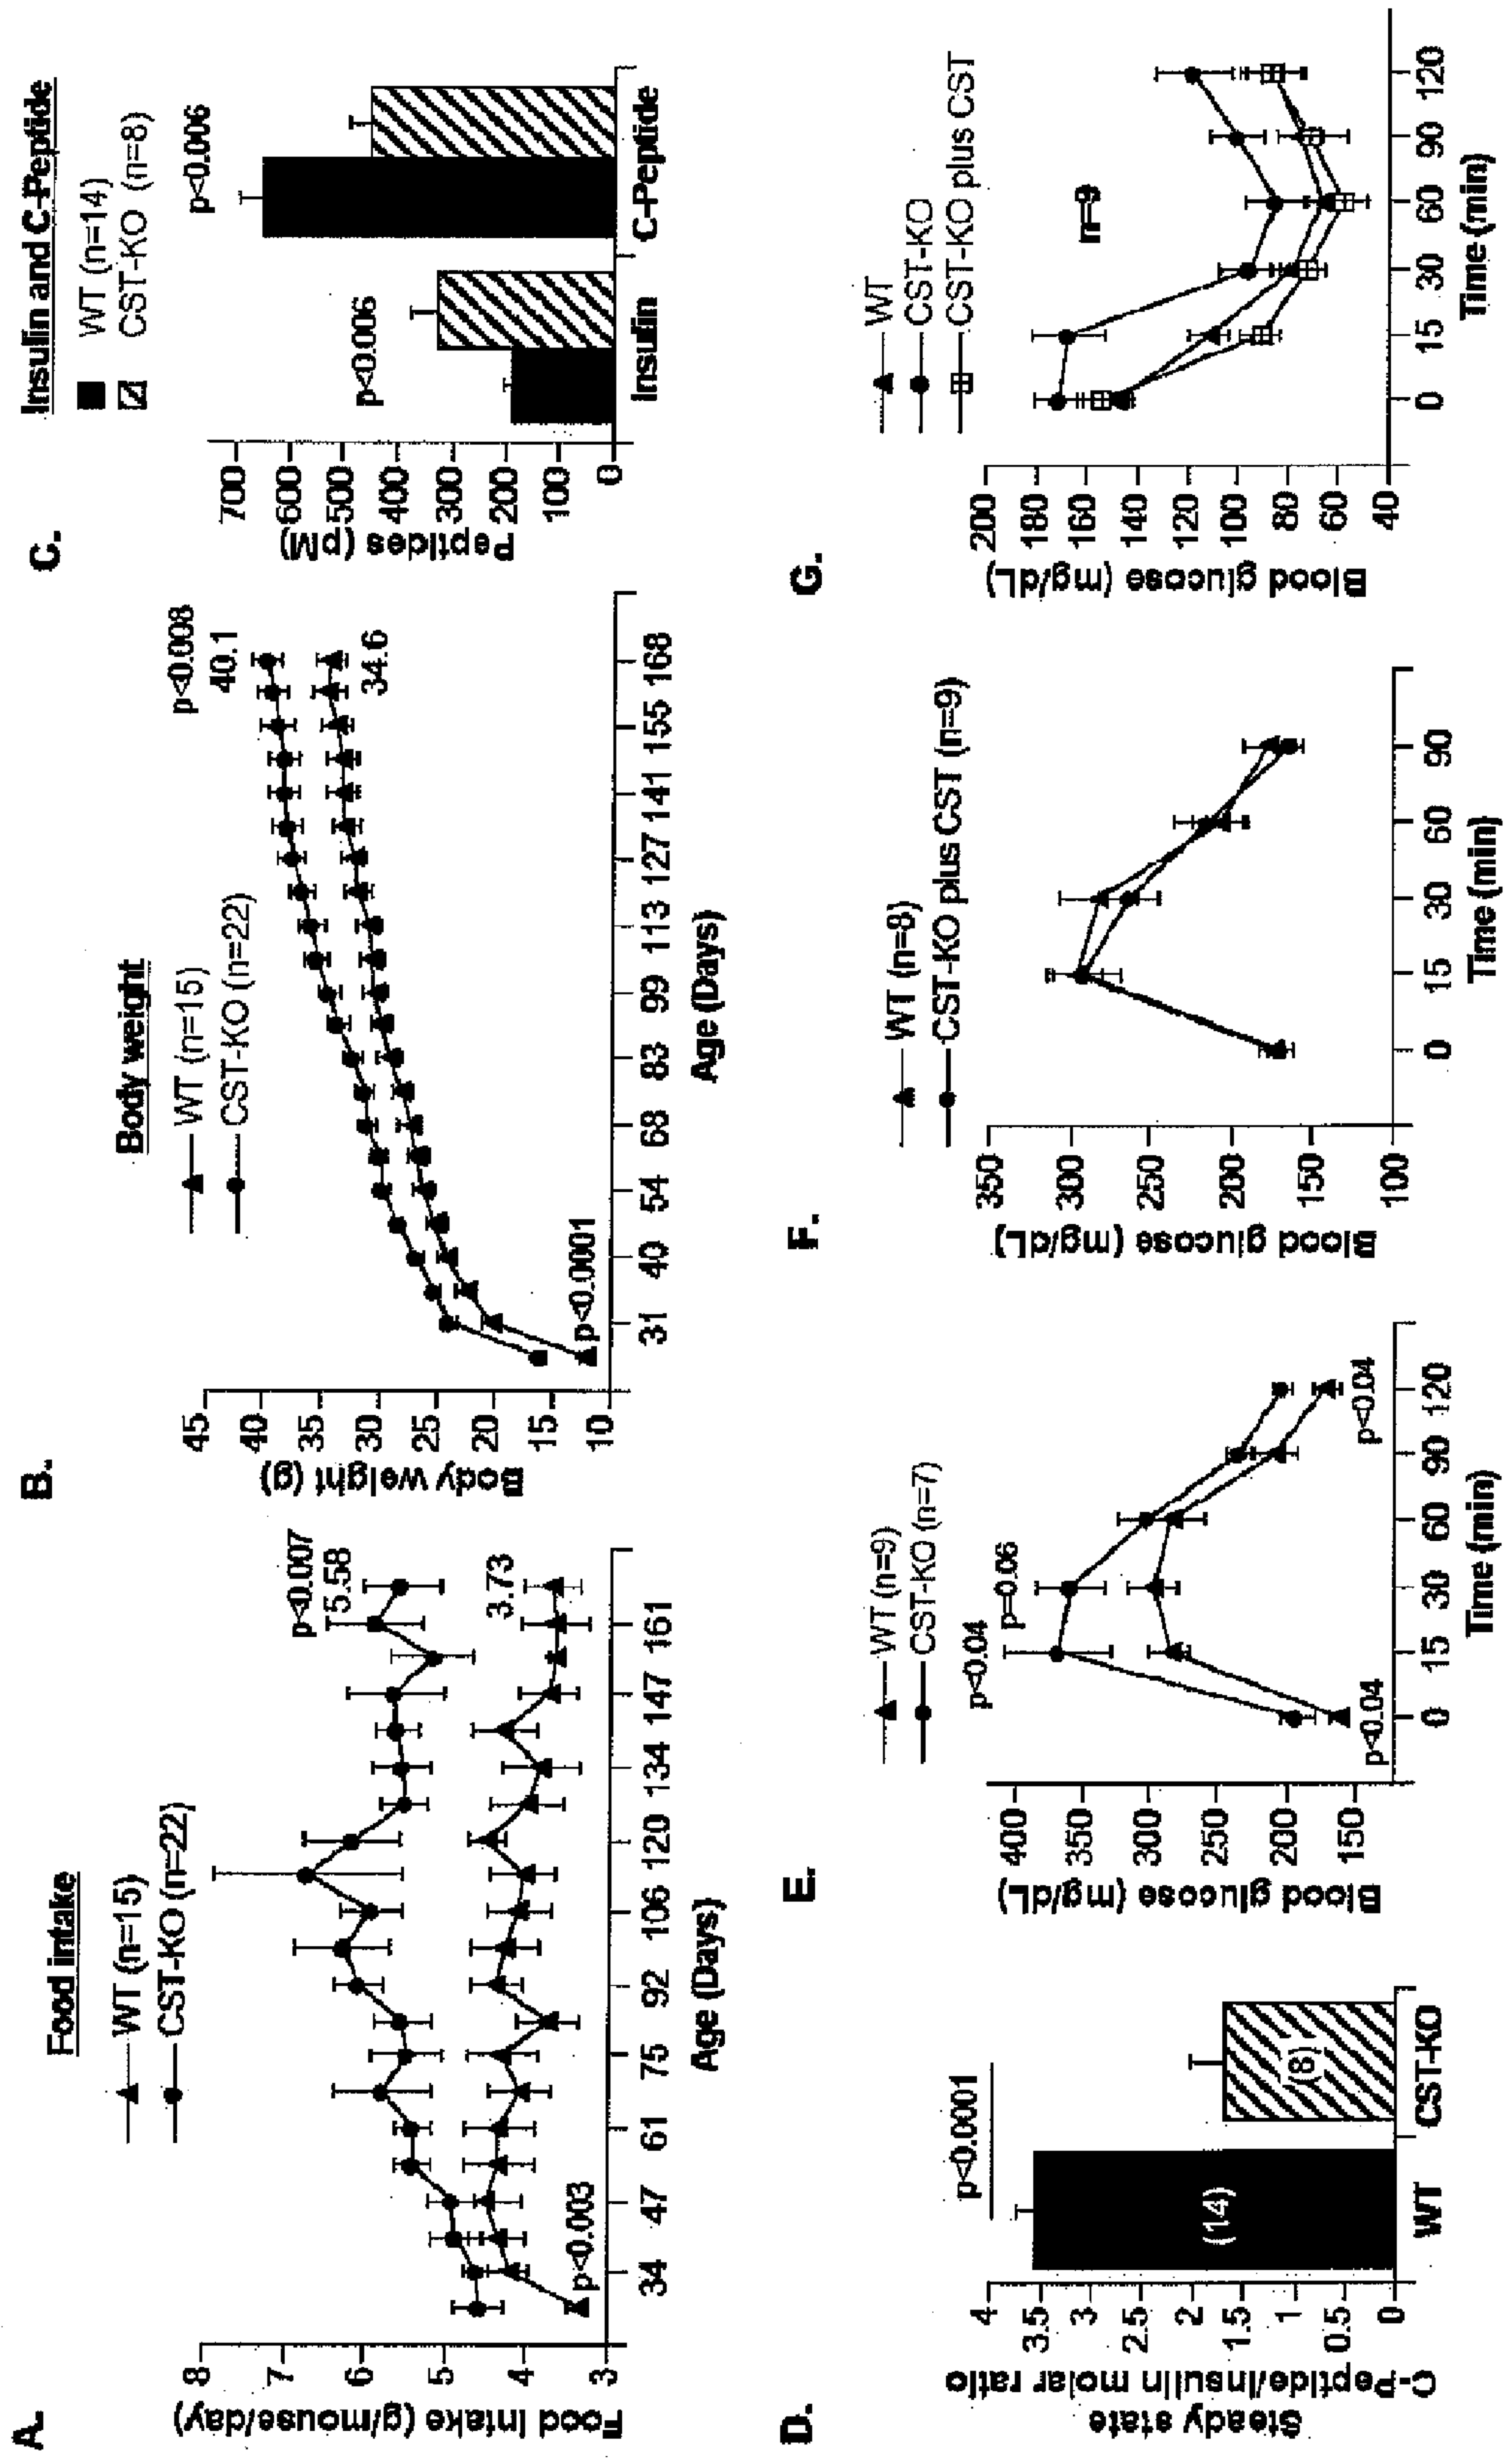 A.
Food intake
WT (n=15)
CST-KO (n=22)
p<0.007
5.58
3.73
p<0.003
8
7
6
5
4
3
Food Intake (g/mouse/day)
34 47 61 75 92 106 120 134 147 161
Age (Days)
B.
Body weight
WT (n=15)
CST-KO (n=22)
p<0.008
40.1
34.6
p<0.0001
45
40
35
30
25
20
15
10
Body weight (g)
31 40 54 68 83 99 113 127 141 155 168
Age (Days)
C.
Insulin and C-Peptide
WT (n=14)
CST-KO (n=8)
p<0.006
p<0.006
700
600
500
400
300
200
100
0
Peptides (pM)
Insulin C-Peptide
D.
p<0.0001
4
3.5
3
2.5
2
1.5
1
0.5
0
Steady state
C-Peptide/insulin molar ratio
(14)
(8)
WT CST-KO
E.
WT (n=9)
CST-KO (n=7)
p<0.04
p=0.06
p<0.04
p<0.04
400
350
300
250
200
150
Blood glucose (mg/dL)
0 15 30 60 90 120
Time (min)
F.
WT (n=8)
CST-KO plus CST (n=9)
350
300
250
200
150
100
Blood glucose (mg/dL)
0 15 30 60 90
Time (min)
G.
WT
CST-KO
CST-KO plus CST
n=9
200
180
160
140
120
100
80
60
40
Blood glucose (mg/dL)
0 15 30 60 90 120
Time (min)